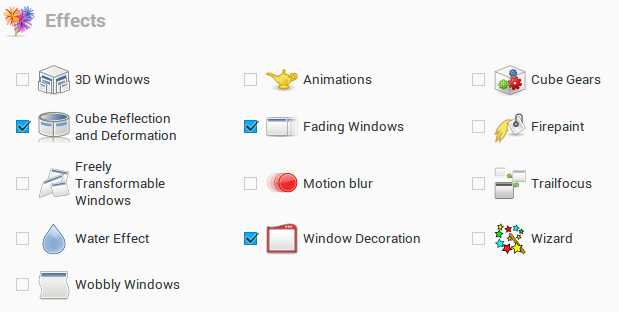 Effects
3D Windows
Animations
Cube Gears
Cube Reflection
and Deformation
Fading Windows
Firepaint
Freely
Transformable
Windows
Motion blur
Trailfocus
Water Effect
Window Decoration
Wizard
Wobbly Windows